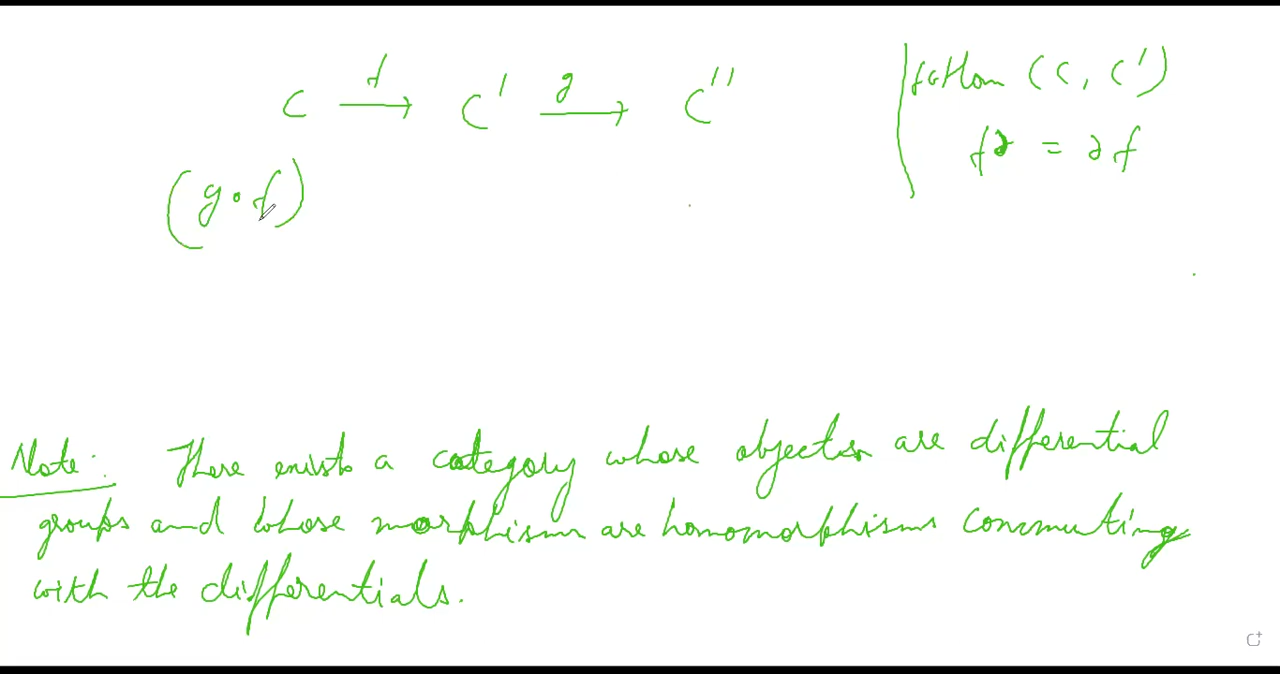 C —f→ C' —g→ C''
| f∈Hom (C, C')
f∂ = ∂f
(g∘f)
Note: There exists a category whose objects are differential
groups and whose morphisms are homomorphisms commuting
with the differentials.